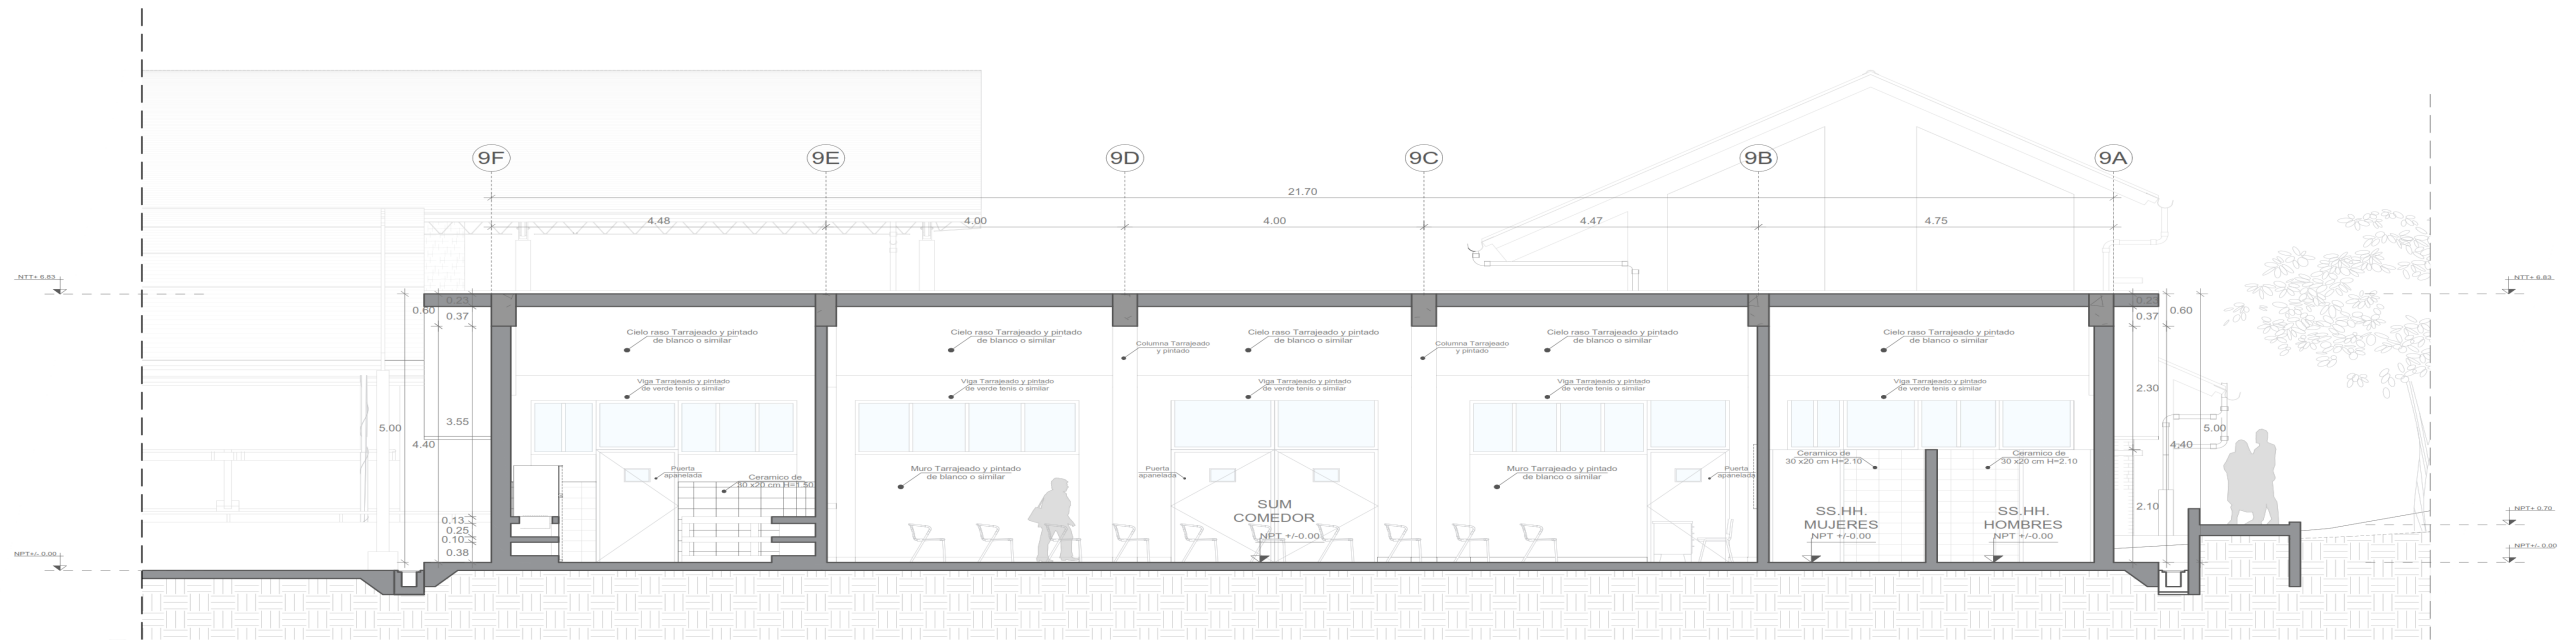 9F
9E
9D
9C
9B
9A
21.70
4.48
4.00
4.00
4.47
4.75
NTT+ 6.83
NTT+ 6.83
0.23
0.60
0.37
0.23
0.60
0.37
Cielo raso Tarrajeado y pintado
de blanco o similar
Cielo raso Tarrajeado y pintado
de blanco o similar
Columna Tarrajeado
y pintado
Cielo raso Tarrajeado y pintado
de blanco o similar
Columna Tarrajeado
y pintado
Cielo raso Tarrajeado y pintado
de blanco o similar
Cielo raso Tarrajeado y pintado
de blanco o similar
Viga Tarrajeado y pintado
de verde tenis o similar
Viga Tarrajeado y pintado
de verde tenis o similar
Viga Tarrajeado y pintado
de verde tenis o similar
Viga Tarrajeado y pintado
de verde tenis o similar
Viga Tarrajeado y pintado
de verde tenis o similar
2.30
3.55
5.00
4.40
5.00
4.40
Puerta
apanelada
Ceramico de
30 x20 cm H=1.50
Muro Tarrajeado y pintado
de blanco o similar
Puerta
apanelada
Muro Tarrajeado y pintado
de blanco o similar
Puerta
apanelada
Ceramico de
30 x20 cm H=2.10
Ceramico de
30 x20 cm H=2.10
SUM
COMEDOR
NPT +/-0.00
SS.HH.
MUJERES
NPT +/-0.00
SS.HH.
HOMBRES
NPT +/-0.00
2.10
0.13
0.25
0.10
0.38
NPT+ 0.70
NPT+/- 0.00
NPT+/- 0.00